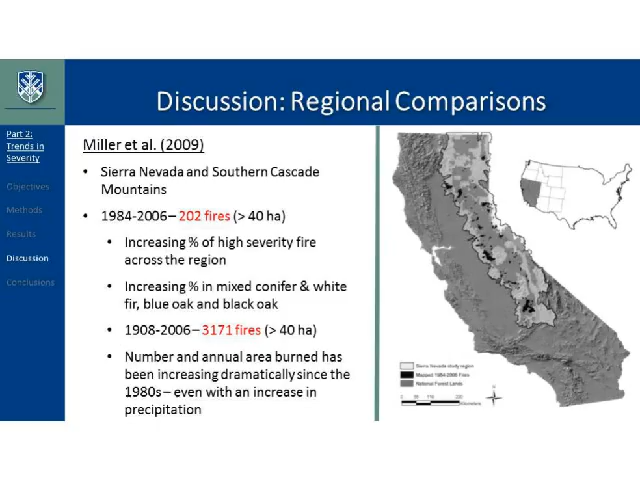 Discussion: Regional Comparisons
Part 2:
Trends in
Severity
Objectives
Methods
Results
Discussion
Conclusions
Miller et al. (2009)
• Sierra Nevada and Southern Cascade
Mountains
• 1984-2006 – 202 fires (> 40 ha)
• Increasing % of high severity fire
across the region
• Increasing % in mixed conifer & white
fir, blue oak and black oak
• 1908-2006 – 3171 fires (> 40 ha)
• Number and annual area burned has
been increasing dramatically since the
1980s – even with an increase in
precipitation
Sierra Nevada study region
Mapped 1984-2006 Fires
National Forest Lands
Kilometers